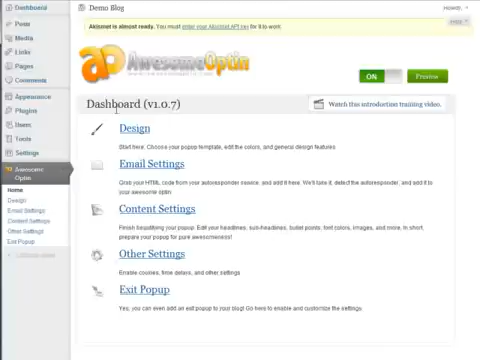 Dashboard
Demo Blog
Howdy,
Posts
Akismet is almost ready. You must enter your Akismet API key for it to work.
Help
Media
Links
Pages
Comments
AwesomeOptin
ON
Preview
Appearance
Dashboard (v1.0.7)
Watch this introduction training video.
Plugins
Users
Design
Tools
Start here. Choose your popup template, edit the colors, and general design features
Settings
Email Settings
Awesome Optin
Grab your HTML code from your autoresponder service, and add it here. We'll take it, detect the autoresponder, and add it to
your awesome optin.
Home
Design
Email Settings
Content Settings
Content Settings
Other Settings
Finish beautifying your popup. Edit your headlines, sub-headlines, bullet points, font colors, images, and more. In short,
prepare your popup for pure awesomeness!
Exit Popup
Other Settings
Enable cookies, time delays, and other settings
Exit Popup
Yes, you can even add an exit popup to your blog! Go here to enable and customize the settings.